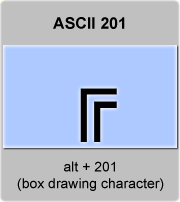 ASCII 201
╔
alt + 201
(box drawing character)